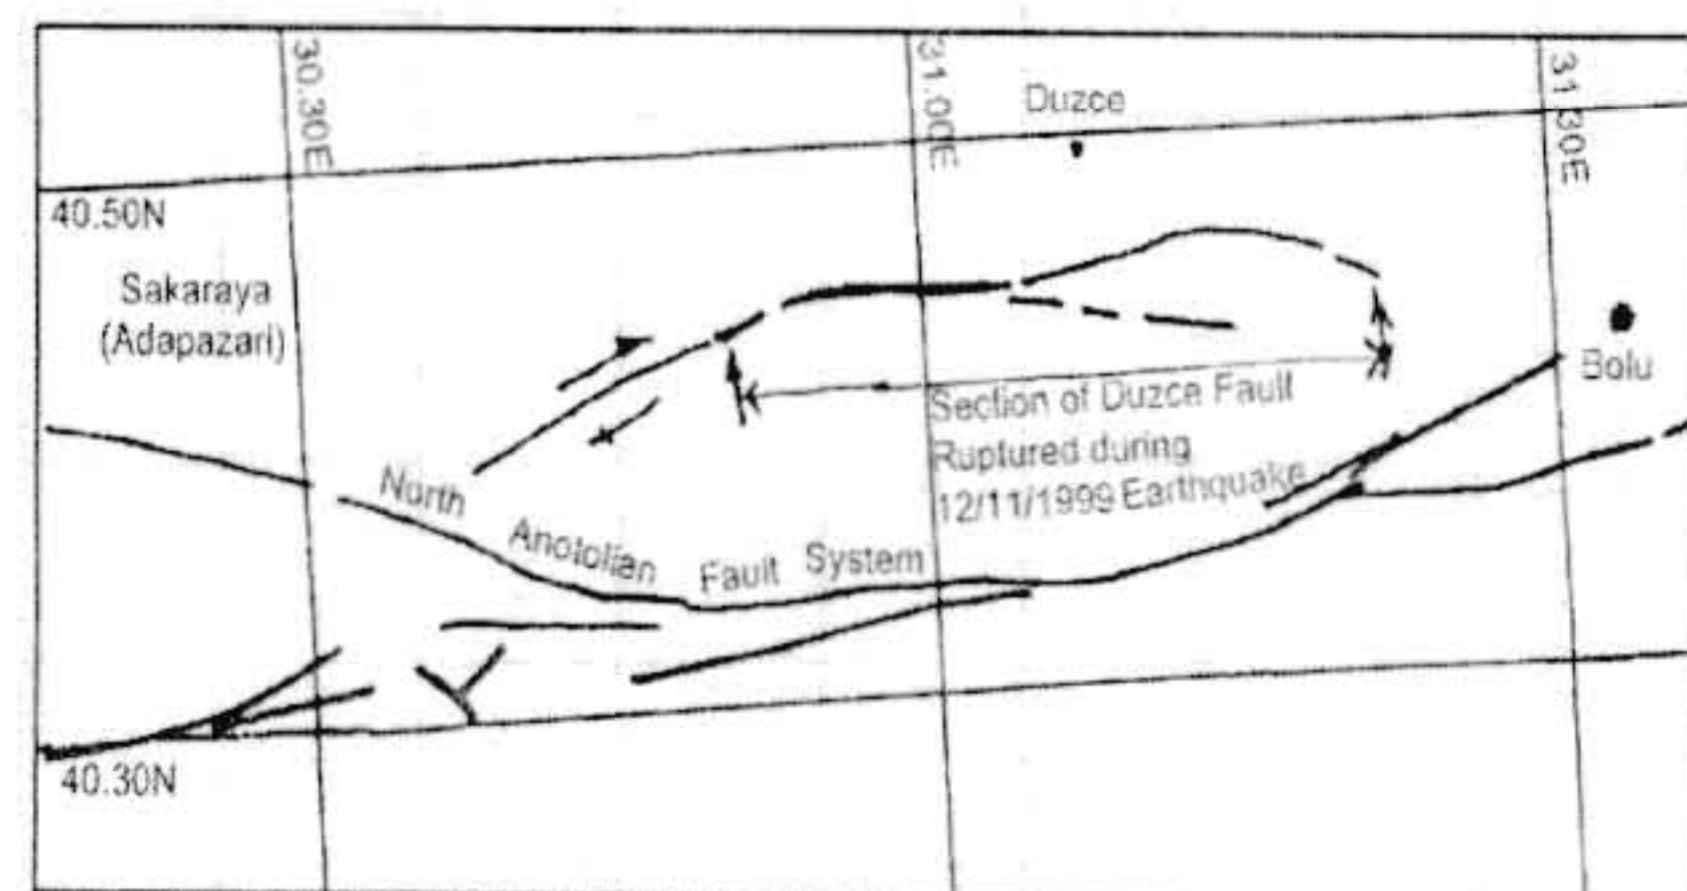 30.30E
31.00E
31.30E
Duzce
40.50N
Sakaraya
(Adapazari)
Bolu
Section of Duzce Fault
Ruptured during
12/11/1999 Earthquake
North Anotolian Fault System
40.30N